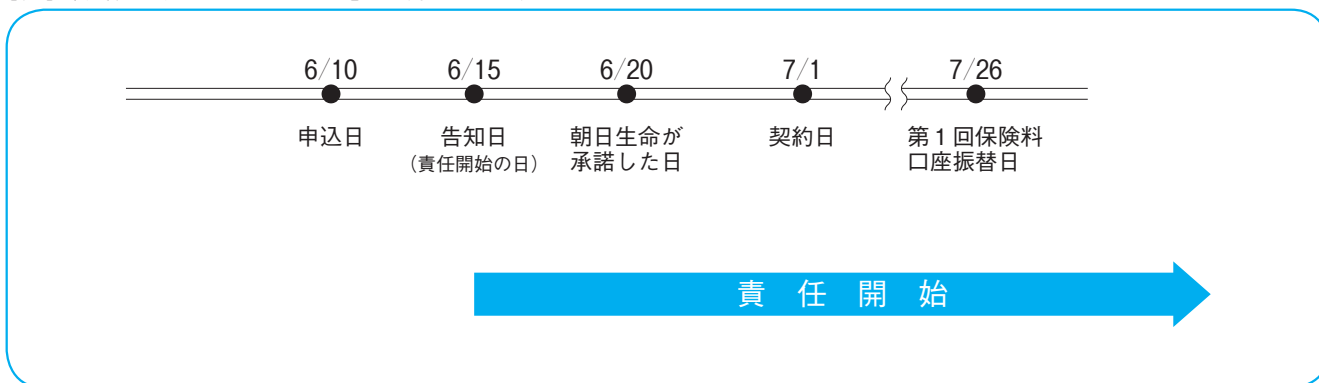 6/10
6/15
6/20
7/1
7/26
申込日
告知日
(責任開始の日)
朝日生命が
承諾した日
契約日
第1回保険料
口座振替日
責任開始